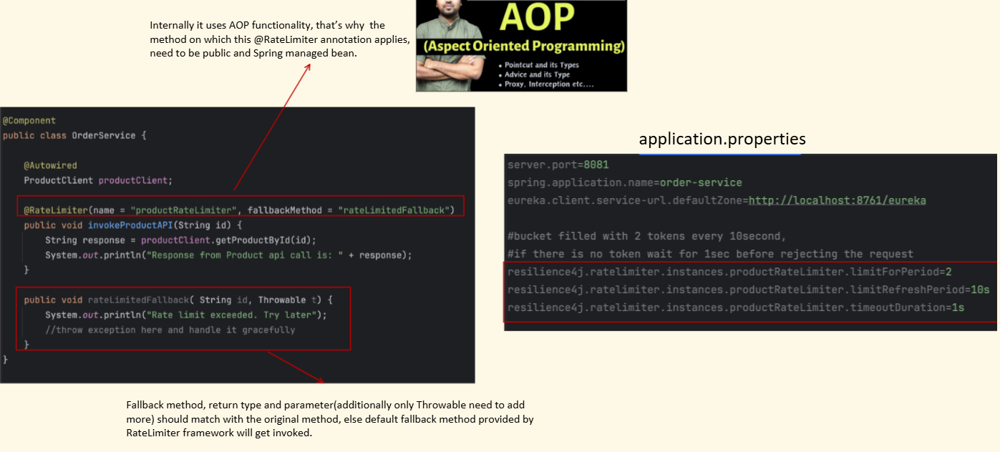 Internally it uses AOP functionality, that's why the
method on which this @RateLimiter annotation applies,
need to be public and Spring managed bean.
AOP
(Aspect Oriented Programming)
• Pointcut and its Types
• Advice and its Type
• Proxy, Interception etc....
@Component
public class OrderService {
@Autowired
ProductClient productClient;
@RateLimiter(name = "productRateLimiter", fallbackMethod = "rateLimitedFallback")
public void invokeProductAPI(String id) {
String response = productClient.getProductById(id);
System.out.println("Response from Product api call is: " + response);
}
public void rateLimitedFallback( String id, Throwable t) {
System.out.println("Rate limit exceeded. Try later");
//throw exception here and handle it gracefully
}
}
application.properties
server.port=8081
spring.application.name=order-service
eureka.client.service-url.defaultZone=http://localhost:8761/eureka
#bucket filled with 2 tokens every 10second,
#if there is no token wait for 1sec before rejecting the request
resilience4j.ratelimiter.instances.productRateLimiter.limitForPeriod=2
resilience4j.ratelimiter.instances.productRateLimiter.limitRefreshPeriod=10s
resilience4j.ratelimiter.instances.productRateLimiter.timeoutDuration=1s
Fallback method, return type and parameter(additionally only Throwable need to add
more) should match with the original method, else default fallback method provided by
RateLimiter framework will get invoked.